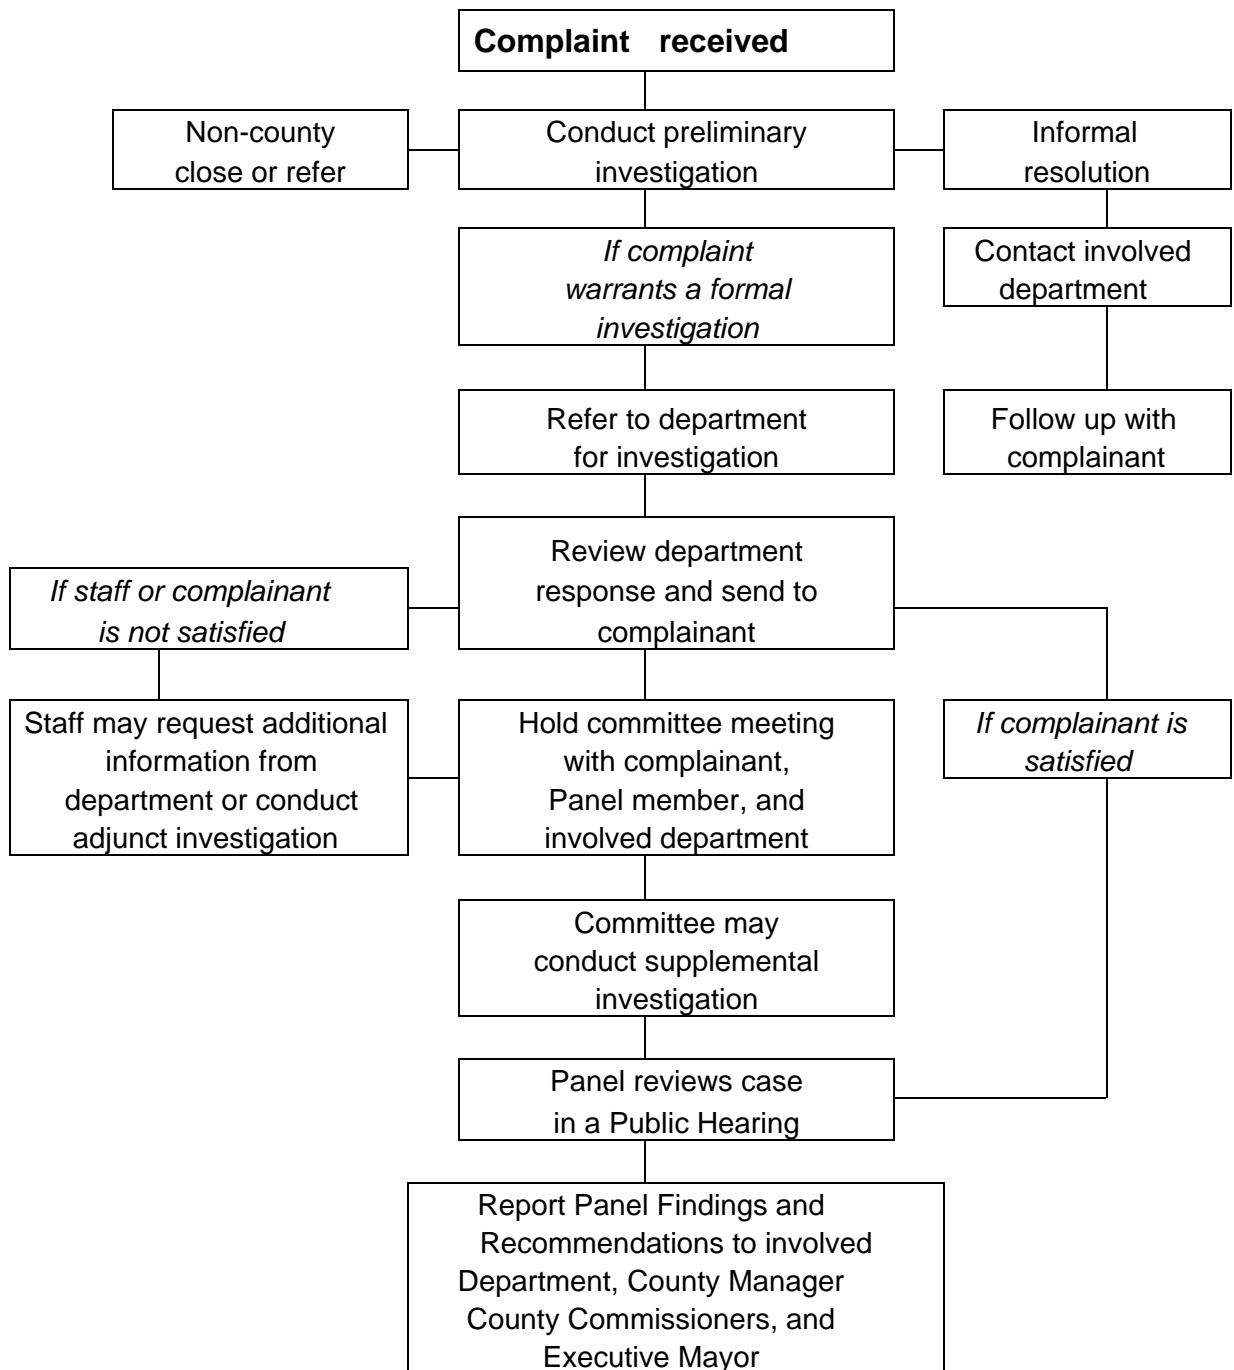 Complaint received
Non-county
close or refer
Conduct preliminary
investigation
Informal
resolution
If complaint
warrants a formal
investigation
Contact involved
department
Refer to department
for investigation
Follow up with
complainant
Review department
response and send to
complainant
If staff or complainant
is not satisfied
Staff may request additional
information from
department or conduct
adjunct investigation
Hold committee meeting
with complainant,
Panel member, and
involved department
If complainant is
satisfied
Committee may
conduct supplemental
investigation
Panel reviews case
in a Public Hearing
Report Panel Findings and
Recommendations to involved
Department, County Manager
County Commissioners, and
Executive Mayor